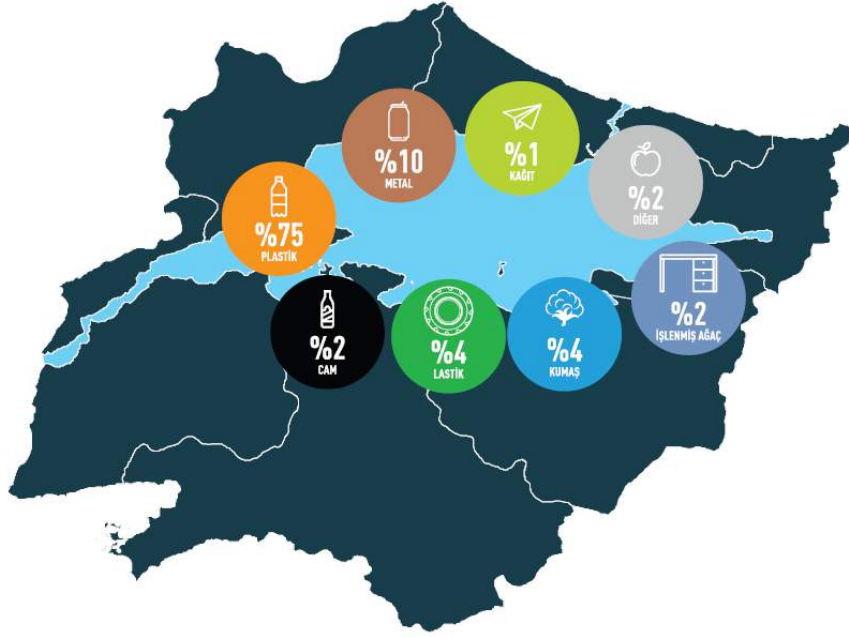 %10
METAL
%1
KAĞIT
%2
DİĞER
%75
PLASTİK
%2
CAM
%4
LASTİK
%4
KUMAŞ
%2
İŞLENMİŞ AĞAÇ